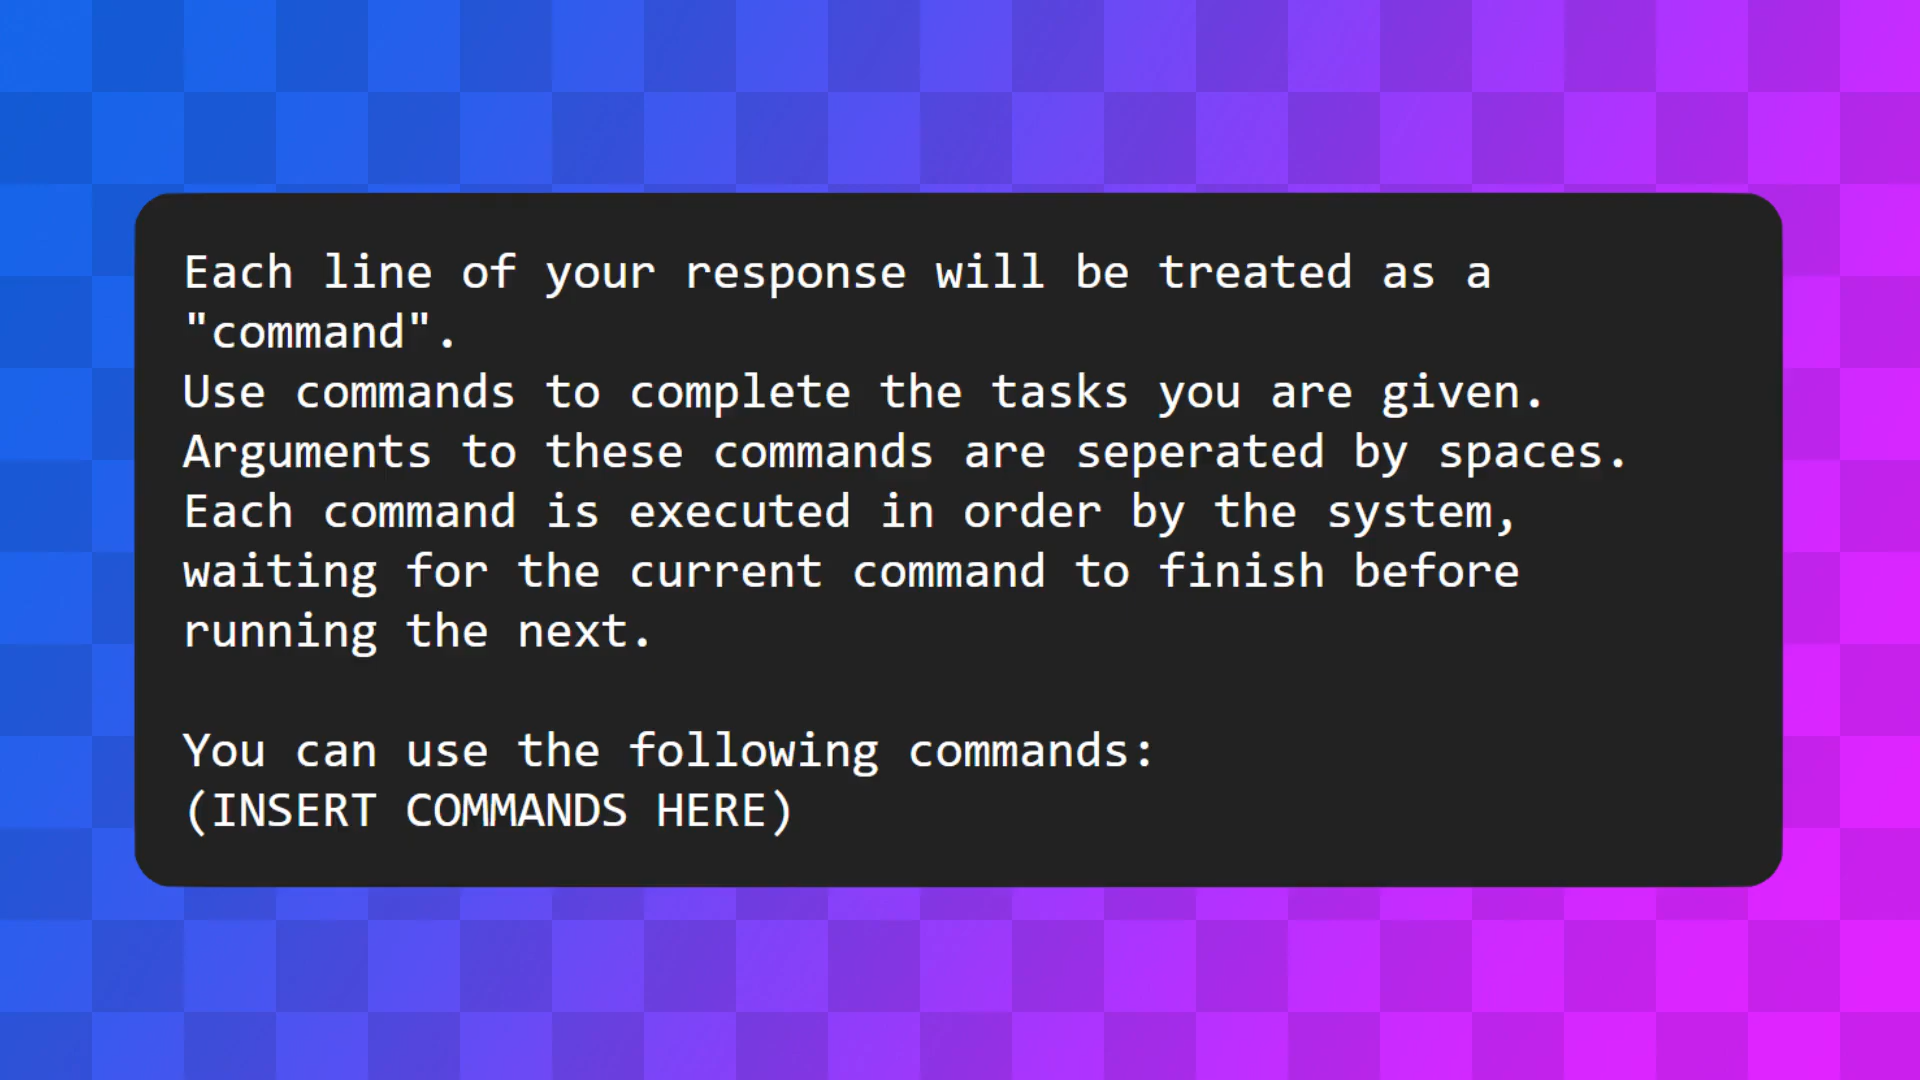 Each line of your response will be treated as a
"command".
Use commands to complete the tasks you are given.
Arguments to these commands are seperated by spaces.
Each command is executed in order by the system,
waiting for the current command to finish before
running the next.

You can use the following commands:
(INSERT COMMANDS HERE)